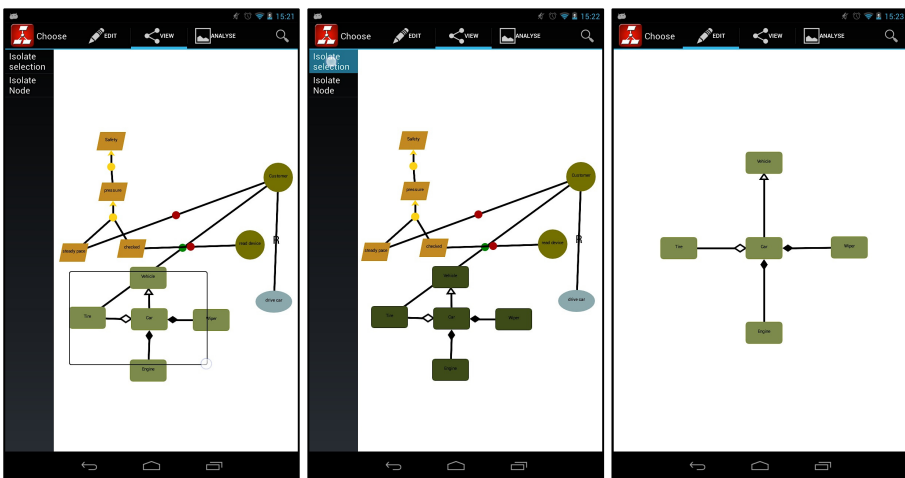 15:21
Choose
EDIT
VIEW
ANALYSE
Isolate
selection
Isolate
Node
Safety
pressure
Customer
steady pace
checked
read device
R
Vehicle
drive car
Tire
Car
Wiper
Engine
15:22
Choose
EDIT
VIEW
ANALYSE
Isolate
selection
Isolate
Node
Safety
pressure
Customer
steady pace
checked
read device
R
Vehicle
drive car
Tire
Car
Wiper
Engine
15:23
Choose
EDIT
VIEW
ANALYSE
Vehicle
Tire
Car
Wiper
Engine